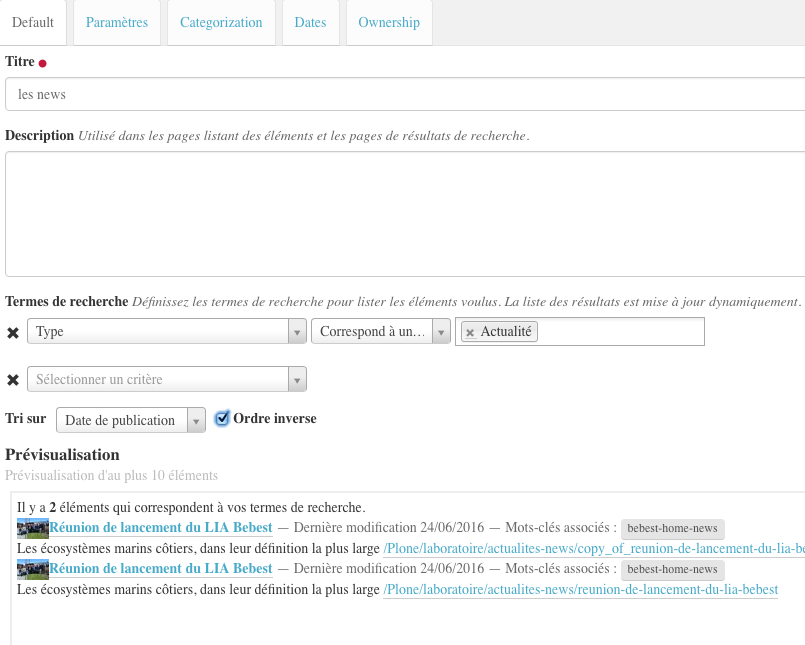 Default Paramètres Categorization Dates Ownership
Titre
les news
Description Utilisé dans les pages listant des éléments et les pages de résultats de recherche.
Termes de recherche Définissez les termes de recherche pour lister les éléments voulus. La liste des résultats est mise à jour dynamiquement.
Type Correspond à un... Actualité
Sélectionner un critère
Tri sur Date de publication Ordre inverse
Prévisualisation
Prévisualisation d'au plus 10 éléments
Il y a 2 éléments qui correspondent à vos termes de recherche.
Réunion de lancement du LIA Bebest — Dernière modification 24/06/2016 — Mots-clés associés : bebest-home-news
Les écosystèmes marins côtiers, dans leur définition la plus large /Plone/laboratoire/actualites-news/copy_of_reunion-de-lancement-du-lia-be
Réunion de lancement du LIA Bebest — Dernière modification 24/06/2016 — Mots-clés associés : bebest-home-news
Les écosystèmes marins côtiers, dans leur définition la plus large /Plone/laboratoire/actualites-news/reunion-de-lancement-du-lia-bebest